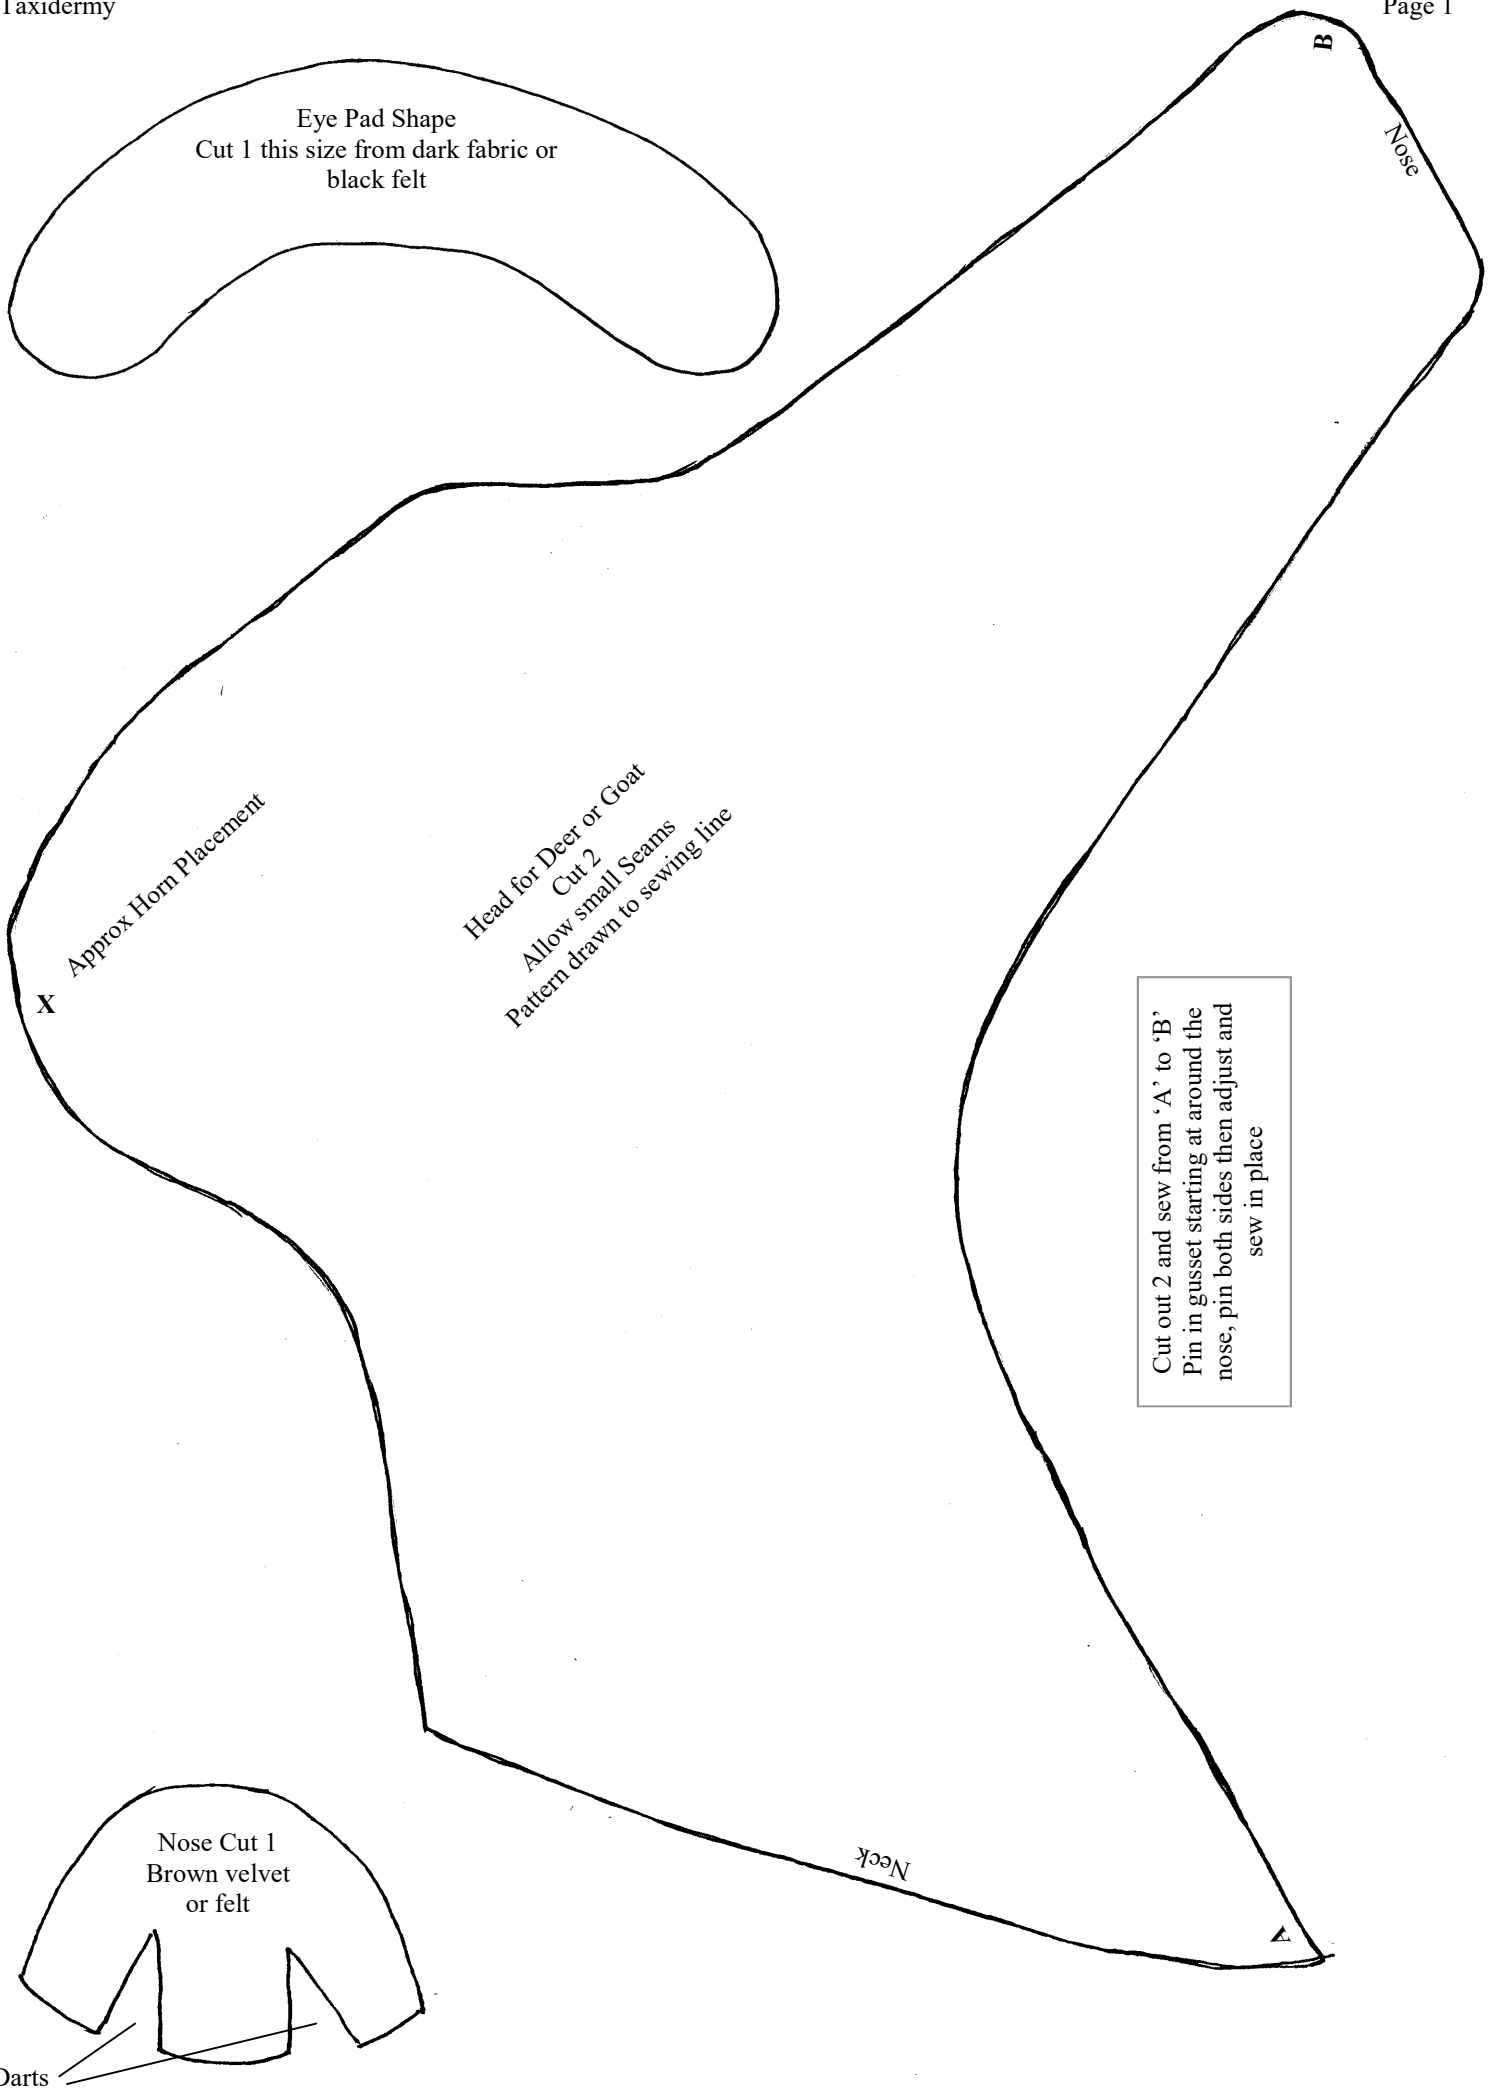 Taxidermy
Page 1
B
Nose
Eye Pad Shape
Cut 1 this size from dark fabric or
black felt
Approx Horn Placement
X
Head for Deer or Goat
Cut 2
Allow small Seams
Pattern drawn to sewing line
Cut out 2 and sew from ‘A’ to ‘B’
Pin in gusset starting at around the
nose, pin both sides then adjust and
sew in place
Neck
A
Nose Cut 1
Brown velvet
or felt
Darts